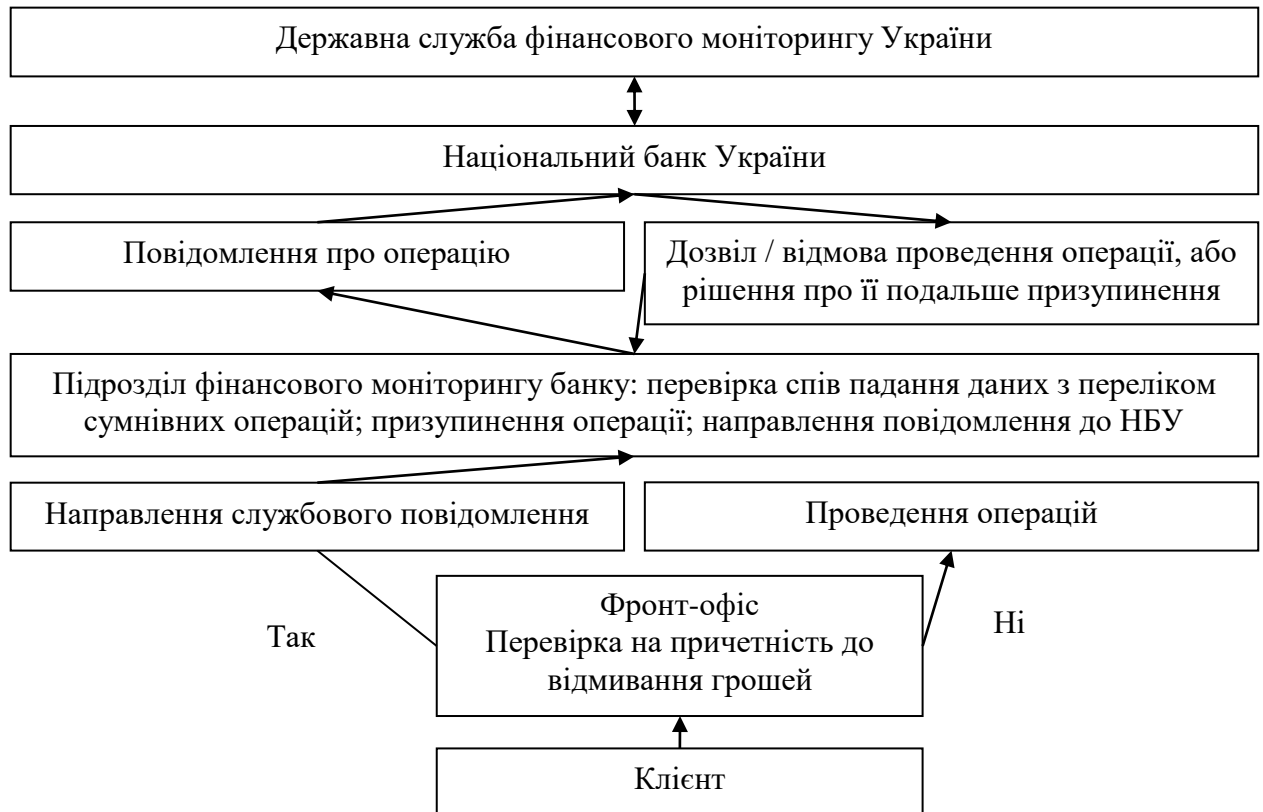 Державна служба фінансового моніторингу України
Національний банк України
Повідомлення про операцію
Дозвіл / відмова проведення операції, або
рішення про її подальше призупинення
Підрозділ фінансового моніторингу банку: перевірка спів падання даних з переліком
сумнівних операцій; призупинення операції; направлення повідомлення до НБУ
Направлення службового повідомлення
Проведення операцій
Так
Фронт-офіс
Перевірка на причетність до
відмивання грошей
Ні
Клієнт